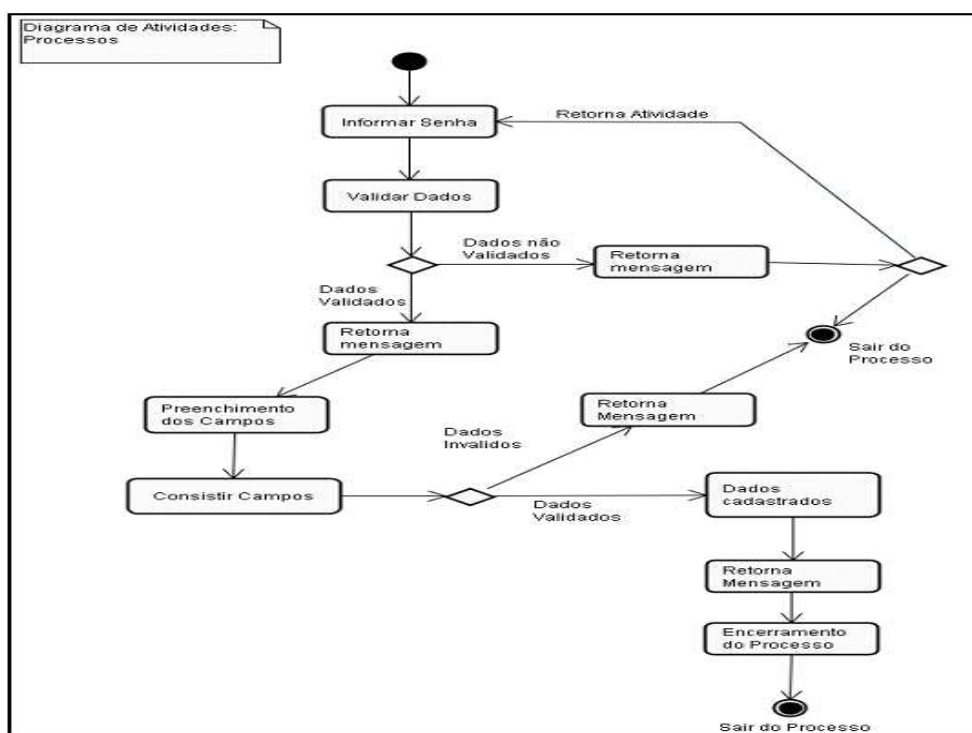 Diagrama de Atividades:
Processos
Informar Senha
Retorna Atividade
Validar Dados
Dados não
Validados
Retorna
mensagem
Dados
Validados
Retorna
mensagem
Sair do
Processo
Preenchimento
dos Campos
Retorna
Mensagem
Dados
Invalidos
Consistir Campos
Dados
Validados
Dados
cadastrados
Retorna
Mensagem
Encerramento
do Processo
Sair do Processo